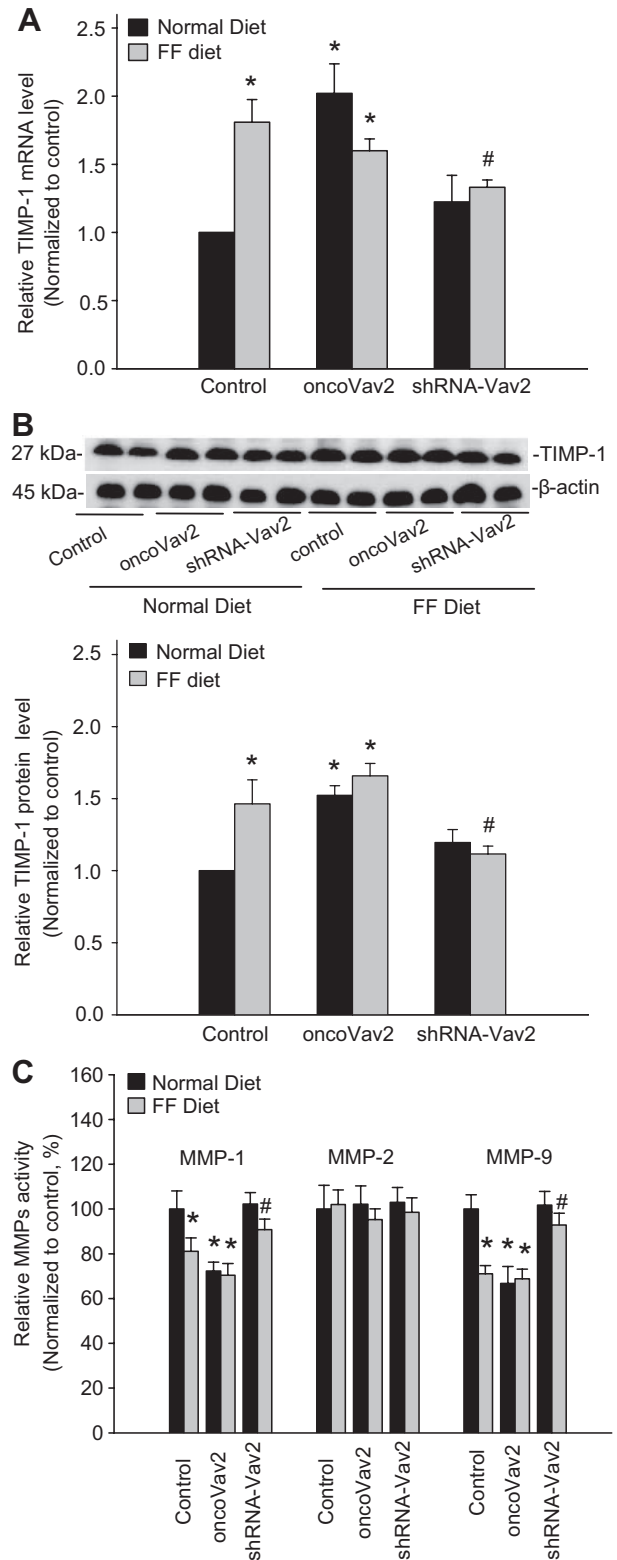 A
Relative TIMP-1 mRNA level
(Normalized to control)
2.5
2.0
1.5
1.0
0.5
0.0
Normal Diet
FF diet
*
*
*
#
Control
oncoVav2
shRNA-Vav2
B
27 kDa-
-TIMP-1
45 kDa-
-β-actin
Control
oncoVav2
shRNA-Vav2
control
oncoVav2
shRNA-Vav2
Normal Diet
FF Diet
Relative TIMP-1 protein level
(Normalized to control)
2.5
2.0
1.5
1.0
0.5
0.0
Normal Diet
FF diet
*
*
*
#
Control
oncoVav2
shRNA-Vav2
C
Relative MMPs activity
(Normalized to control, %)
160
140
120
100
80
60
40
20
0
Normal Diet
FF Diet
MMP-1
MMP-2
MMP-9
*
*
*
#
*
*
*
#
Control
oncoVav2
shRNA-Vav2
Control
oncoVav2
shRNA-Vav2
Control
oncoVav2
shRNA-Vav2